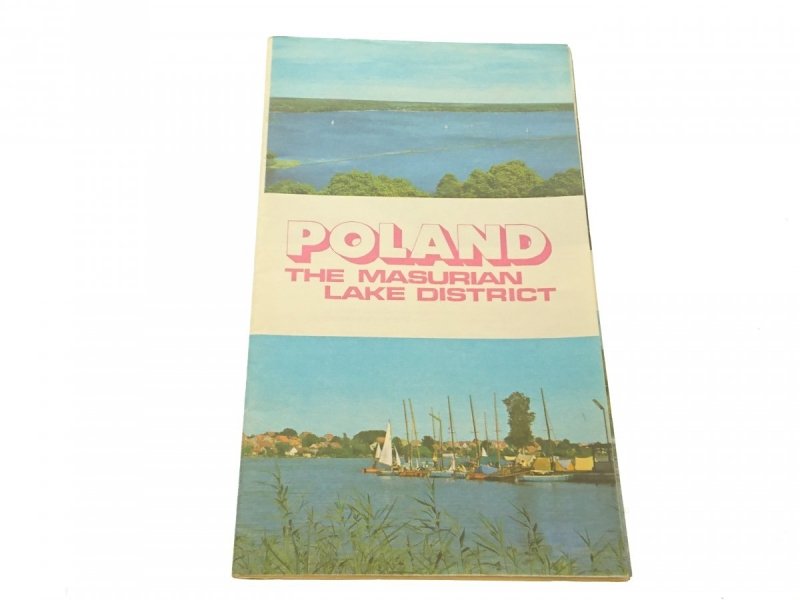 POLAND
THE MASURIAN
LAKE DISTRICT